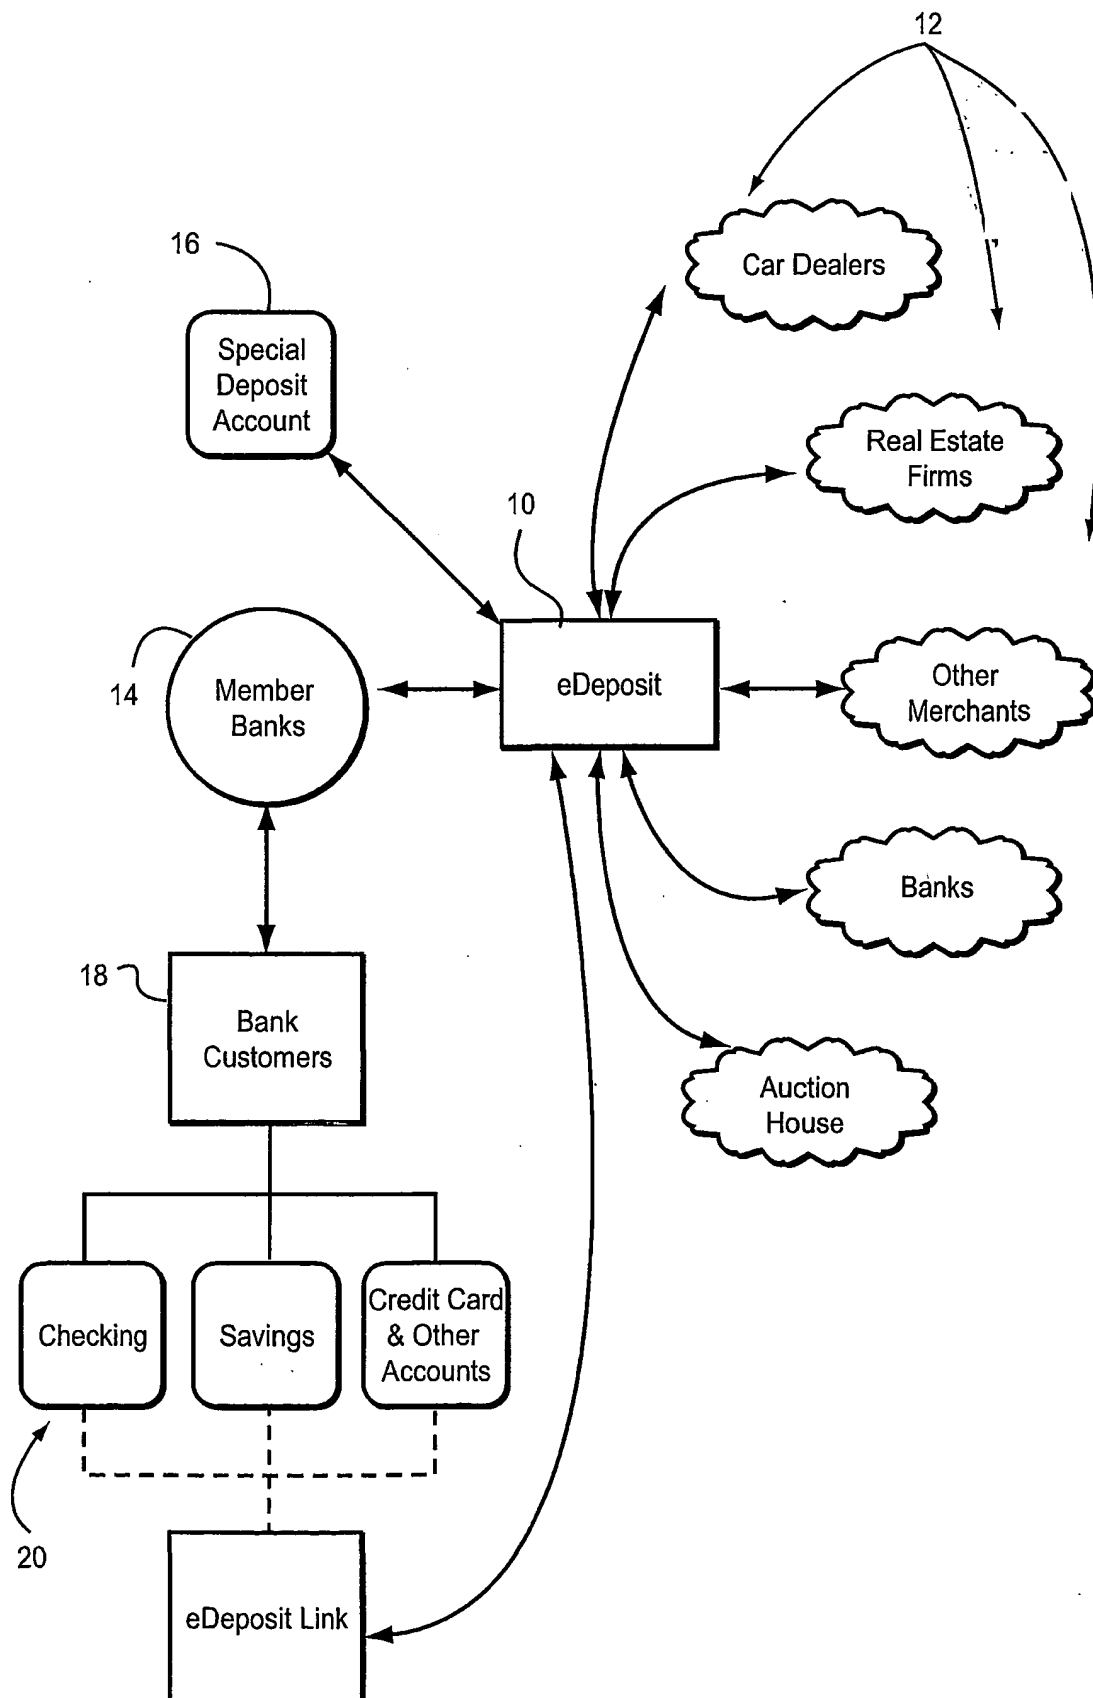 12
Car Dealers
16
Special
Deposit
Account
Real Estate
Firms
10
eDeposit
14
Member
Banks
Other
Merchants
Banks
18
Bank
Customers
Auction
House
Checking
Savings
Credit Card
& Other
Accounts
20
eDeposit Link